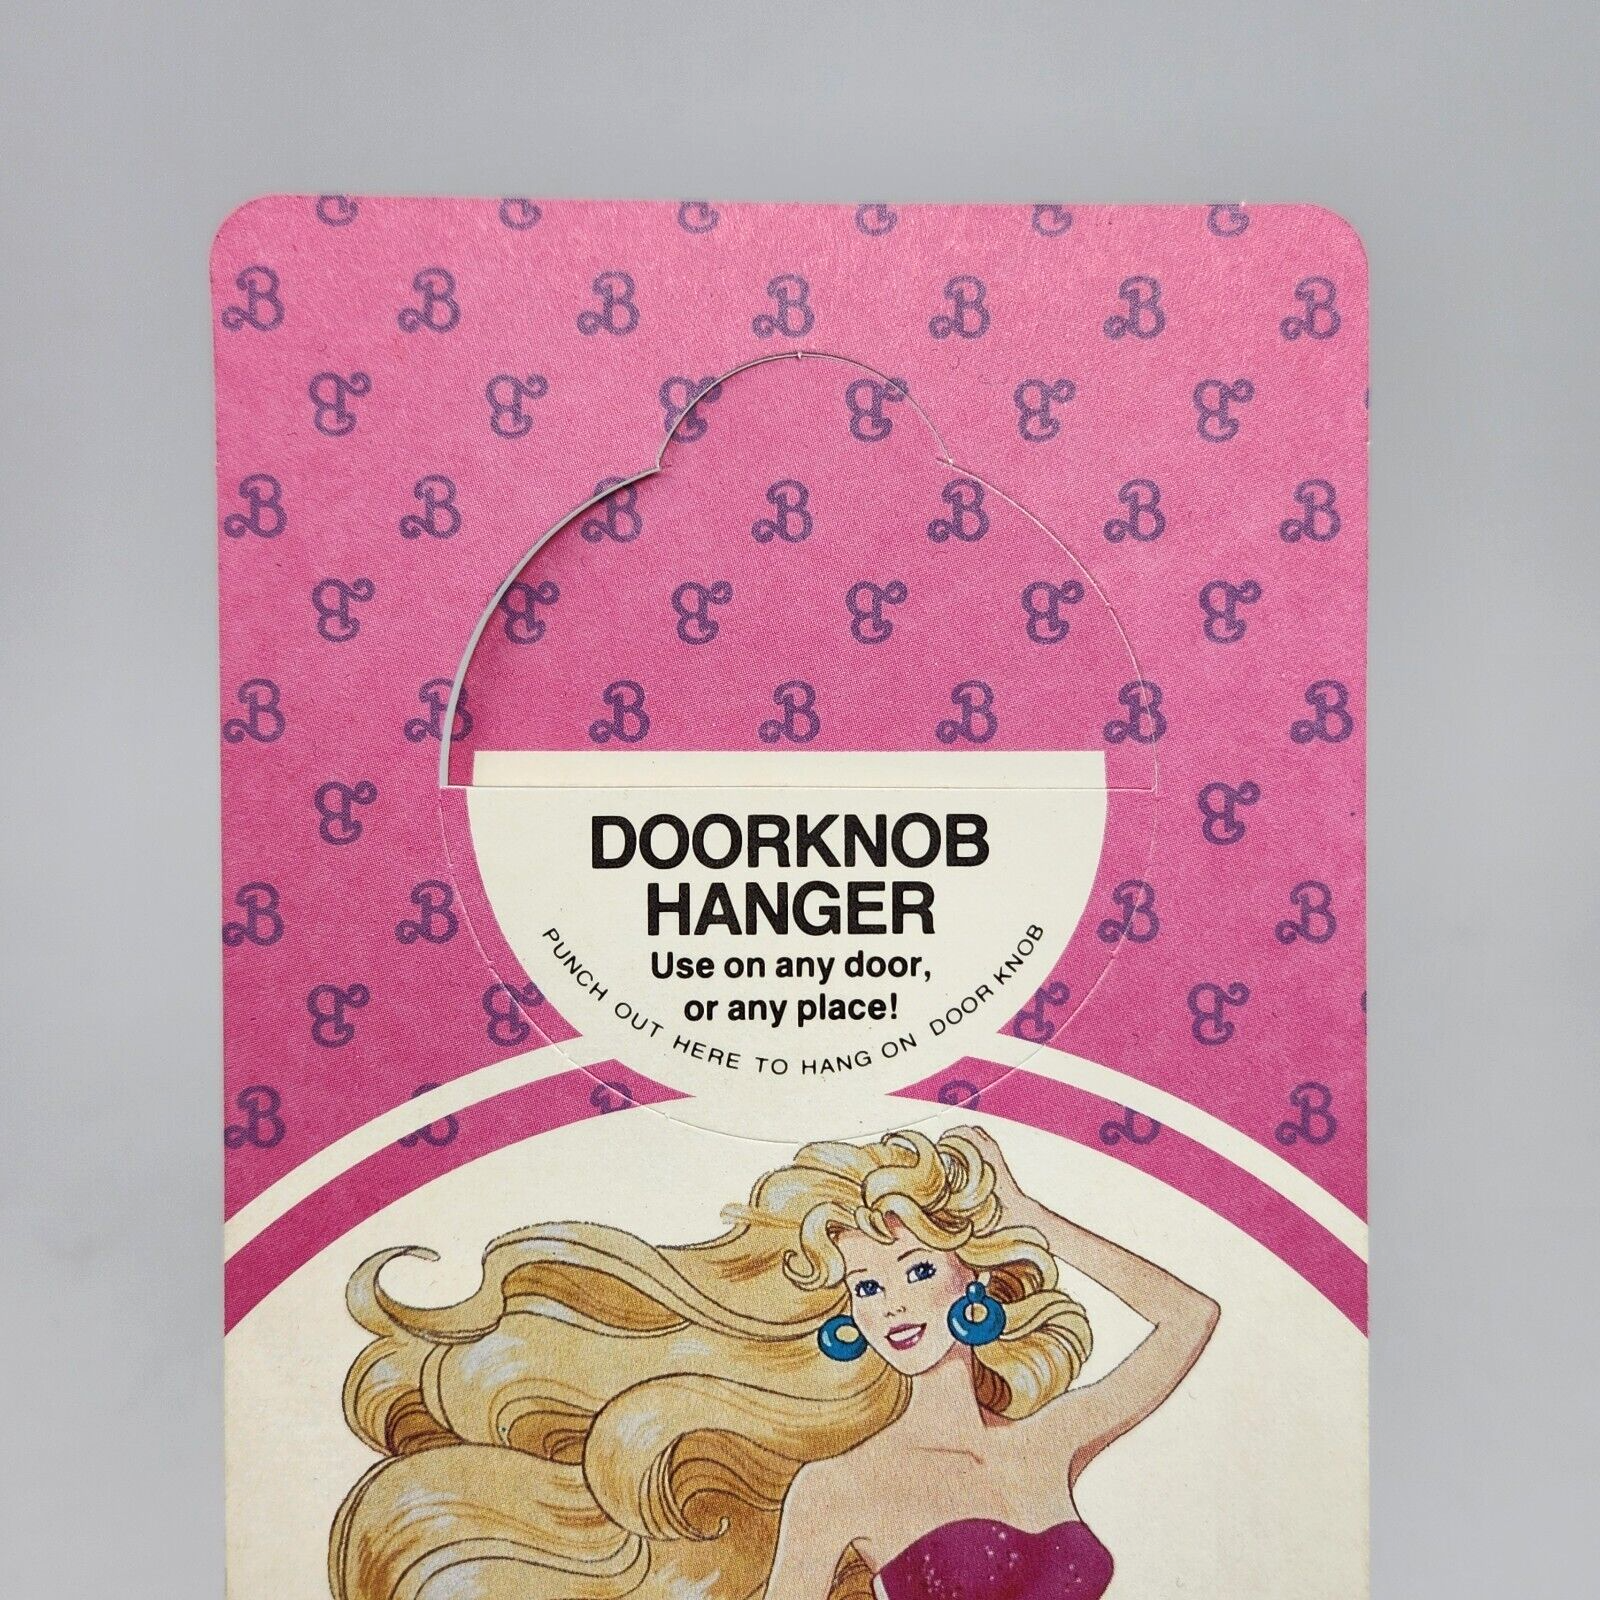 DOORKNOB
HANGER
Use on any door,
or any place!
PUNCH OUT HERE TO HANG ON DOOR KNOB